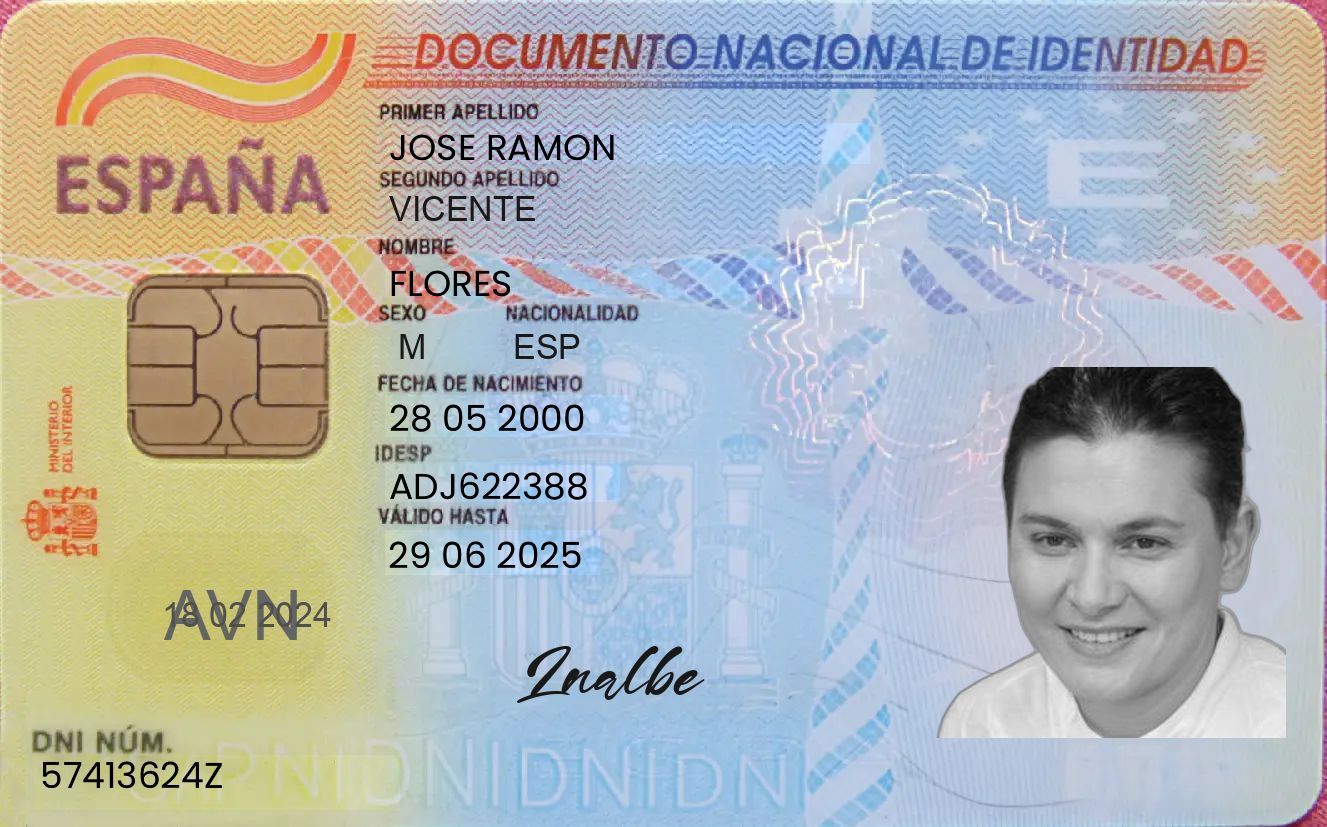 DOCUMENTO NACIONAL DE IDENTIDAD
ESPAÑA
PRIMER APELLIDO
JOSE RAMON
SEGUNDO APELLIDO
VICENTE
NOMBRE
FLORES
SEXO NACIONALIDAD
M ESP
FECHA DE NACIMIENTO
28 05 2000
IDESP
ADJ622388
VÁLIDO HASTA
29 06 2025
MINISTERIO
DEL INTERIOR
E
AVN
18 02 2024
Inalbe
DNI NÚM.
57413624Z